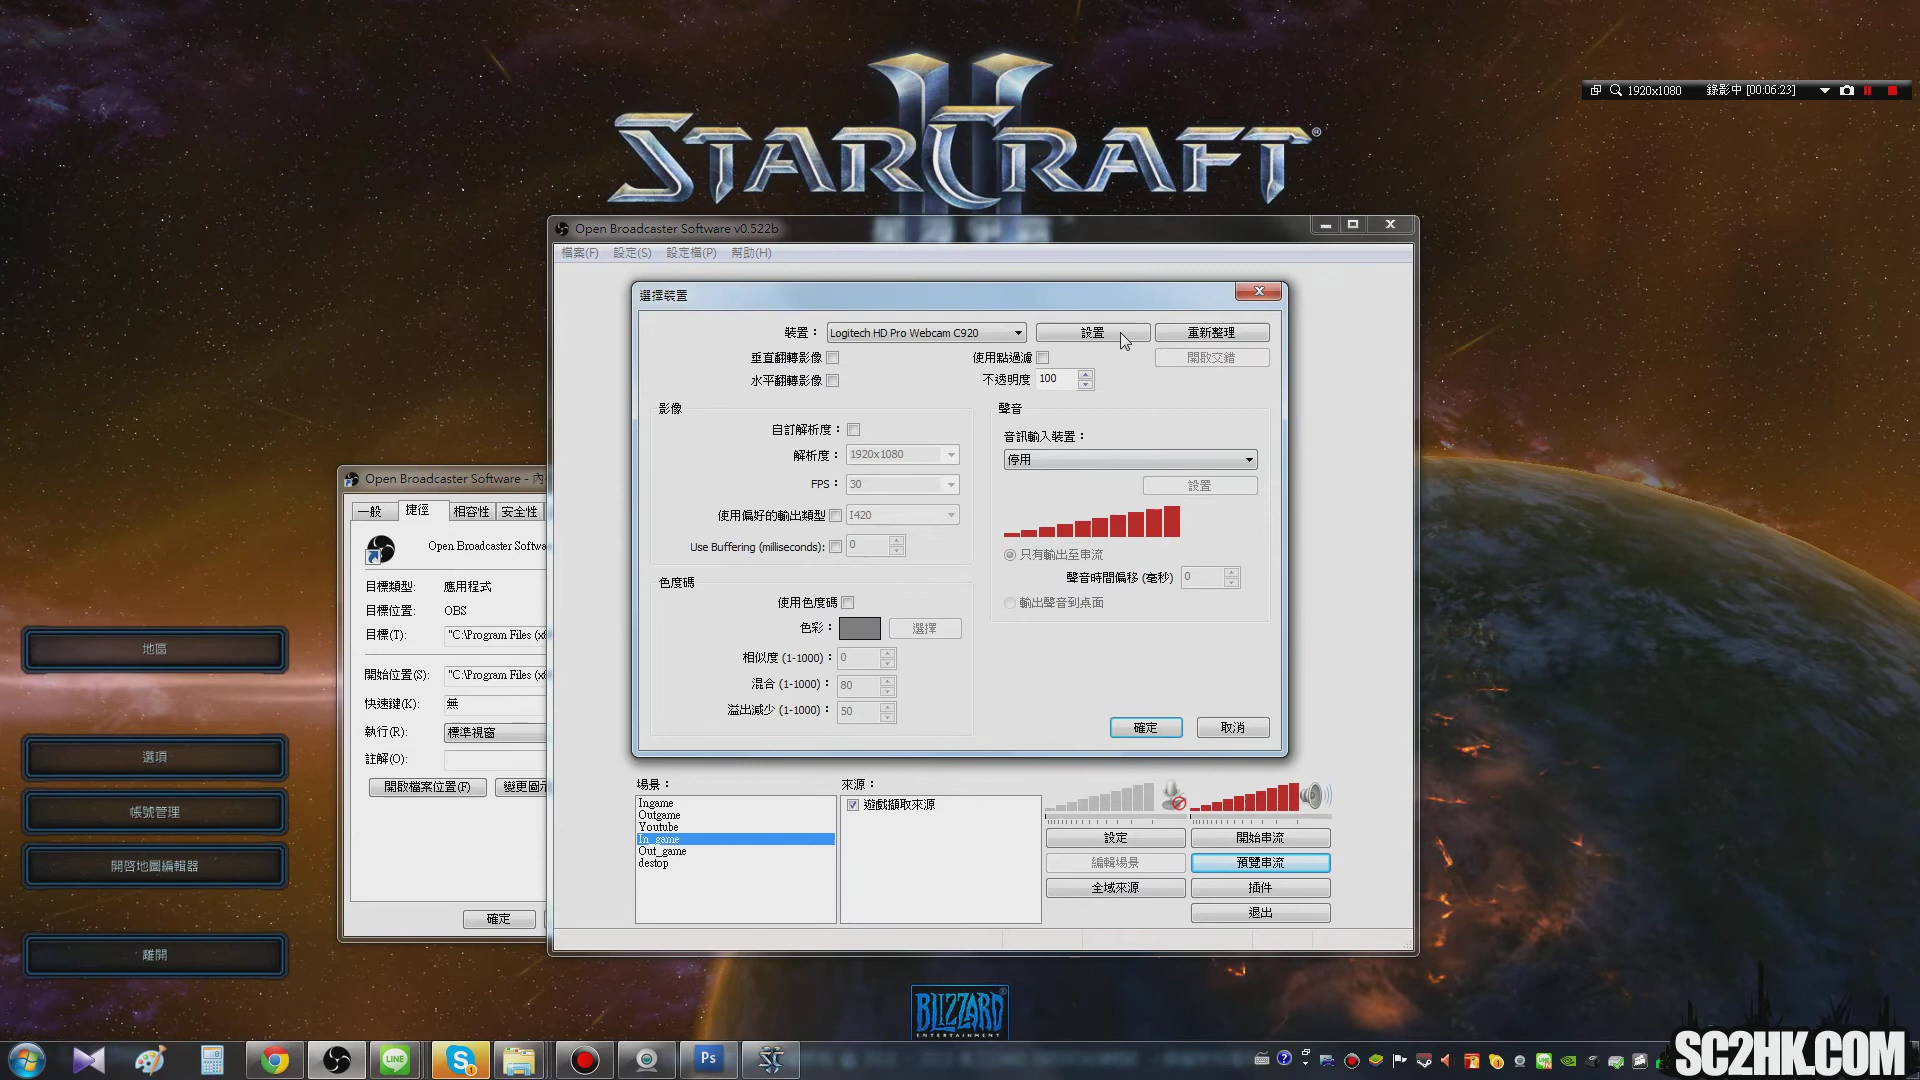 STARCRAFT II
1920x1080 錄影中 [00:06:23]
Open Broadcaster Software v0.522b
檔案(F) 設定(S) 設定檔(P) 幫助(H)
選擇裝置
裝置： Logitech HD Pro Webcam C920 設置 重新整理
垂直翻轉影像 使用點過濾 開啟交錯
水平翻轉影像 不透明度 100
影像 聲音
自訂解析度：
音訊輸入裝置：
解析度： 1920x1080
停用
FPS： 30
設置
使用偏好的輸出類型 I420
Use Buffering (milliseconds): 0
只有輸出至串流
聲音時間偏移 (毫秒) 0
色度碼
使用色度碼
輸出聲音到桌面
色彩： 選擇
相似度 (1-1000)： 0
混合 (1-1000)： 80
溢出減少 (1-1000)： 50
確定 取消
場景： 來源：
Ingame
Outgame
Youtube
In_game
Out_game
destop
遊戲擷取來源
設定 開始串流
編輯場景 預覽串流
全域來源 插件
退出
Open Broadcaster Software - 內
一般 捷徑 相容性 安全性
Open Broadcaster Softwa
目標類型: 應用程式
目標位置: OBS
目標(T): "C:\Program Files (x
開始位置(S): "C:\Program Files (x
快速鍵(K): 無
執行(R): 標準視窗
註解(O):
開啟檔案位置(F) 變更圖示
確定
地區
選項
帳號管理
開啓地圖編輯器
離開
BLIZZARD
ENTERTAINMENT
LINE
Ps
SC2HK.COM